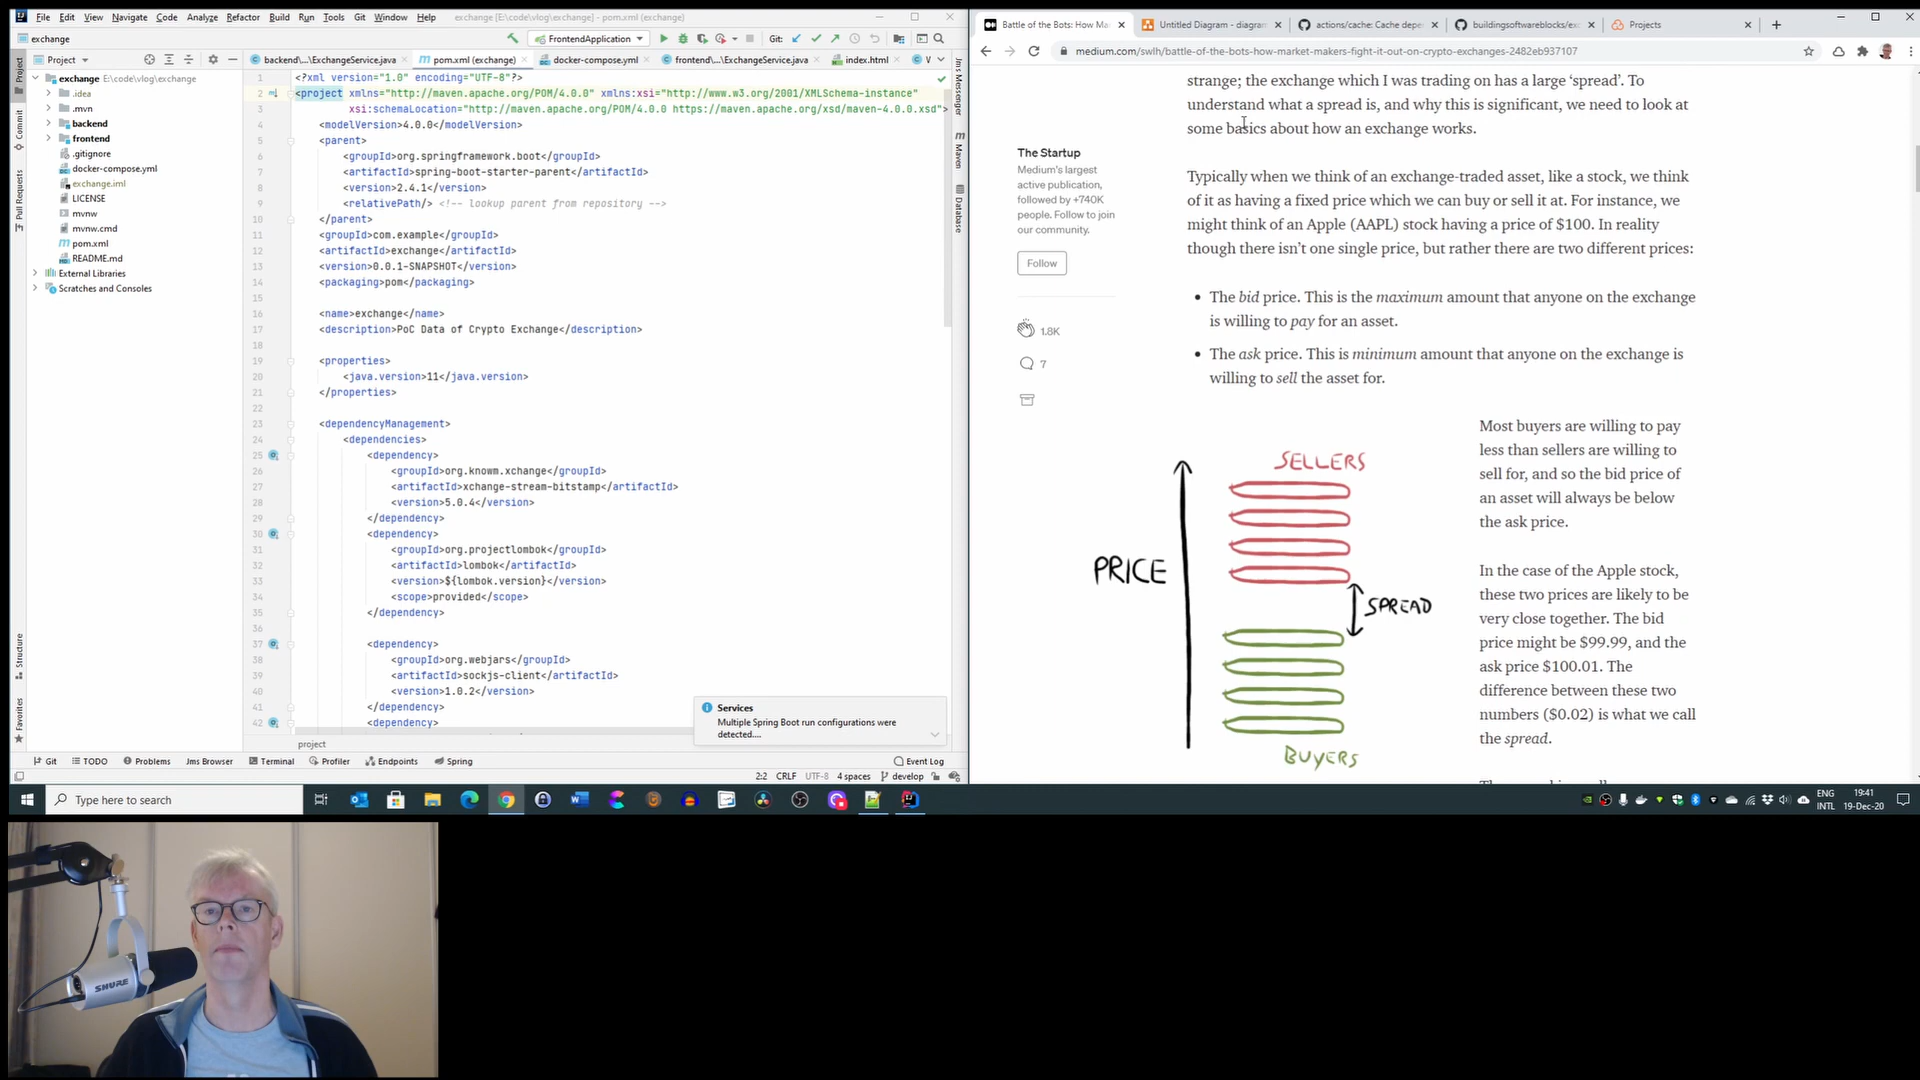 File Edit View Navigate Code Analyze Refactor Build Run Tools Git Window Help exchange [E:\code\vlog\exchange] - pom.xml (exchange)
exchange
FrontendApplication
Git:
Project
exchange E:\code\vlog\exchange
.idea
.mvn
backend
frontend
.gitignore
docker-compose.yml
exchange.iml
LICENSE
mvnw
mvnw.cmd
pom.xml
README.md
External Libraries
Scratches and Consoles
Project
Commit
Pull Requests
Structure
Favorites
backend\...\ExchangeService.java pom.xml (exchange) docker-compose.yml frontend\...\ExchangeService.java index.html
1 <?xml version="1.0" encoding="UTF-8"?>
2 <project xmlns="http://maven.apache.org/POM/4.0.0" xmlns:xsi="http://www.w3.org/2001/XMLSchema-instance"
3 xsi:schemaLocation="http://maven.apache.org/POM/4.0.0 https://maven.apache.org/xsd/maven-4.0.0.xsd">
4 <modelVersion>4.0.0</modelVersion>
5 <parent>
6 <groupId>org.springframework.boot</groupId>
7 <artifactId>spring-boot-starter-parent</artifactId>
8 <version>2.4.1</version>
9 <relativePath/> <!-- lookup parent from repository -->
10 </parent>
11 <groupId>com.example</groupId>
12 <artifactId>exchange</artifactId>
13 <version>0.0.1-SNAPSHOT</version>
14 <packaging>pom</packaging>
15
16 <name>exchange</name>
17 <description>PoC Data of Crypto Exchange</description>
18
19 <properties>
20 <java.version>11</java.version>
21 </properties>
22
23 <dependencyManagement>
24 <dependencies>
25 <dependency>
26 <groupId>org.knowm.xchange</groupId>
27 <artifactId>xchange-stream-bitstamp</artifactId>
28 <version>5.0.4</version>
29 </dependency>
30 <dependency>
31 <groupId>org.projectlombok</groupId>
32 <artifactId>lombok</artifactId>
33 <version>${lombok.version}</version>
34 <scope>provided</scope>
35 </dependency>
36
37 <dependency>
38 <groupId>org.webjars</groupId>
39 <artifactId>sockjs-client</artifactId>
40 <version>1.0.2</version>
41 </dependency>
42 <dependency>
project
Services
Multiple Spring Boot run configurations were
detected....
Jms Messenger
Maven
Database
Git TODO Problems Jms Browser Terminal Profiler Endpoints Spring Event Log
2:2 CRLF UTF-8 4 spaces develop
Battle of the Bots: How Ma Untitled Diagram - diagram actions/cache: Cache depe buildingsoftwareblocks/ex Projects
medium.com/swlh/battle-of-the-bots-how-market-makers-fight-it-out-on-crypto-exchanges-2482eb937107
strange; the exchange which I was trading on has a large ‘spread’. To
understand what a spread is, and why this is significant, we need to look at
some basics about how an exchange works.
The Startup
Medium's largest
active publication,
followed by +740K
people. Follow to join
our community.
Follow
1.8K
7
Typically when we think of an exchange-traded asset, like a stock, we think
of it as having a fixed price which we can buy or sell it at. For instance, we
might think of an Apple (AAPL) stock having a price of $100. In reality
though there isn’t one single price, but rather there are two different prices:
• The bid price. This is the maximum amount that anyone on the exchange
is willing to pay for an asset.
• The ask price. This is minimum amount that anyone on the exchange is
willing to sell the asset for.
SELLERS
PRICE
SPREAD
BUYERS
Most buyers are willing to pay
less than sellers are willing to
sell for, and so the bid price of
an asset will always be below
the ask price.
In the case of the Apple stock,
these two prices are likely to be
very close together. The bid
price might be $99.99, and the
ask price $100.01. The
difference between these two
numbers ($0.02) is what we call
the spread.
Type here to search
ENG
INTL
19:41
19-Dec-20
SHURE